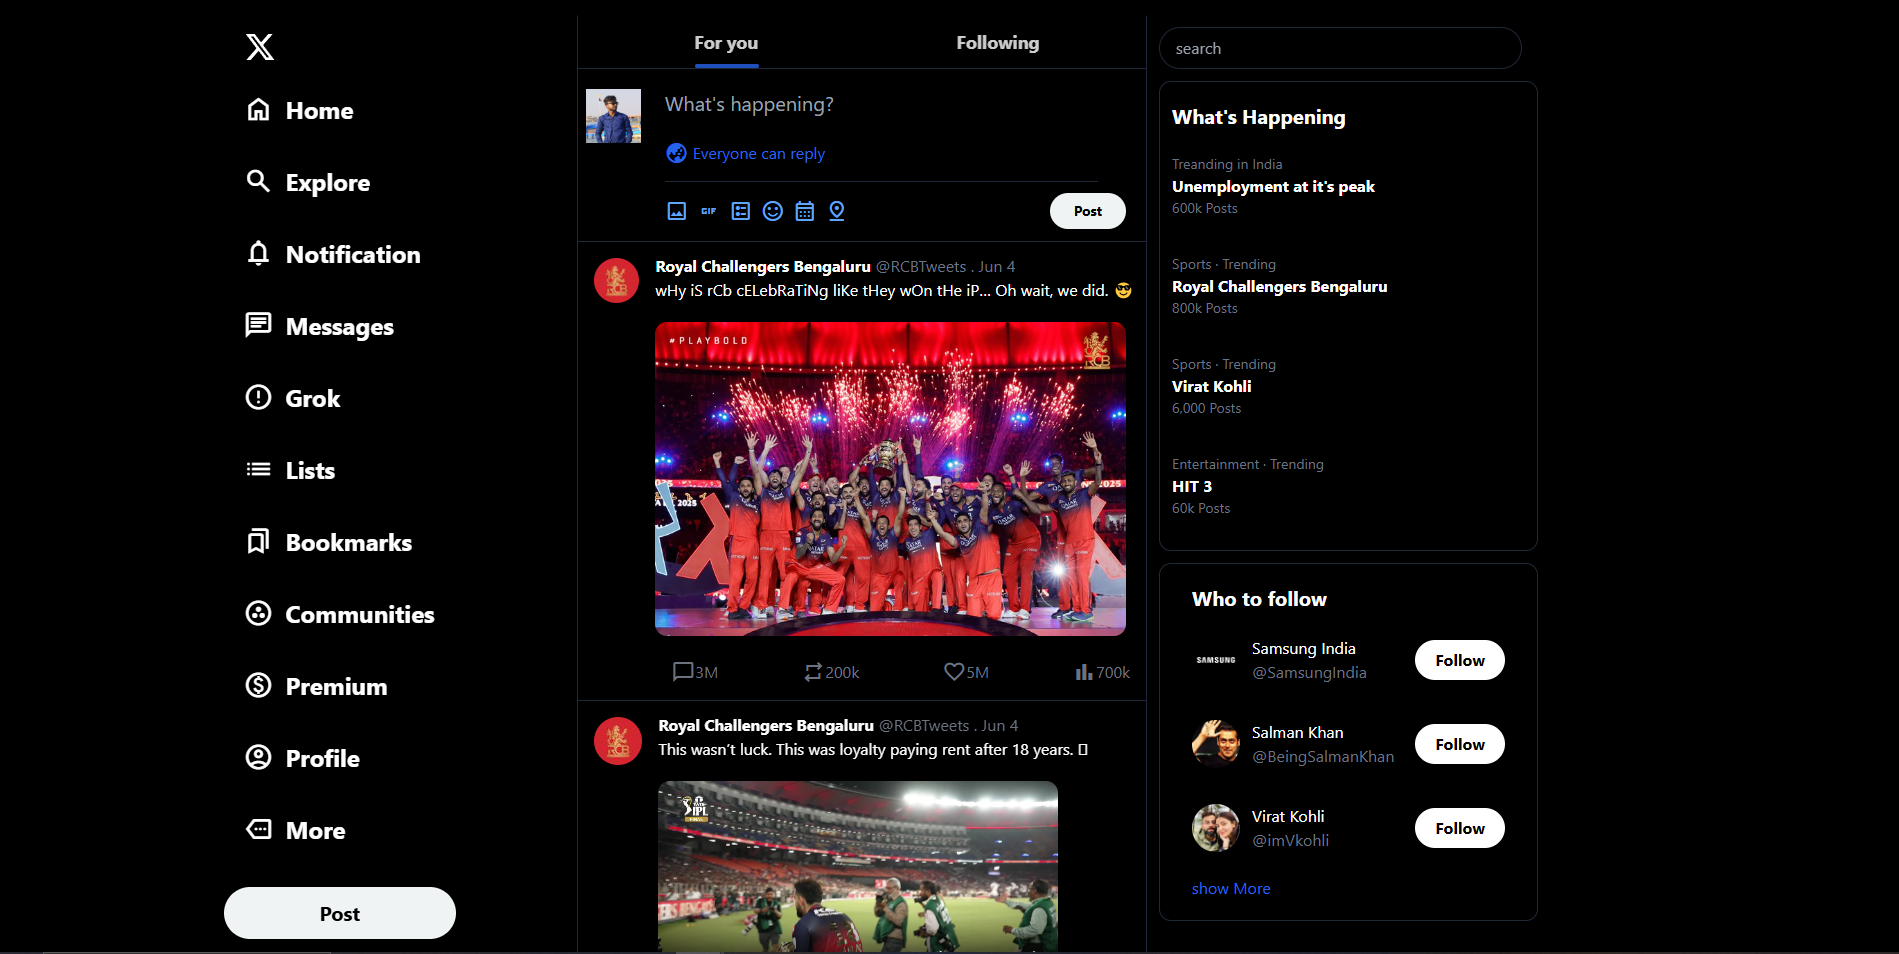 Home
Explore
Notification
Messages
Grok
Lists
Bookmarks
Communities
Premium
Profile
More
Post
For you
Following
What's happening?
Everyone can reply
GIF
Post
Royal Challengers Bengaluru @RCBTweets . Jun 4
wHy iS rCb cELebRaTiNg liKe tHey wOn tHe iP... Oh wait, we did. 😎
#PLAYBOLD
RCB
2025
QATAR
3M
200k
5M
700k
Royal Challengers Bengaluru @RCBTweets . Jun 4
This wasn’t luck. This was loyalty paying rent after 18 years.
IPL
FINAL
search
What's Happening
Treanding in India
Unemployment at it's peak
600k Posts
Sports · Trending
Royal Challengers Bengaluru
800k Posts
Sports · Trending
Virat Kohli
6,000 Posts
Entertainment · Trending
HIT 3
60k Posts
Who to follow
SAMSUNG
Samsung India
@SamsungIndia
Follow
Salman Khan
@BeingSalmanKhan
Follow
Virat Kohli
@imVkohli
Follow
show More